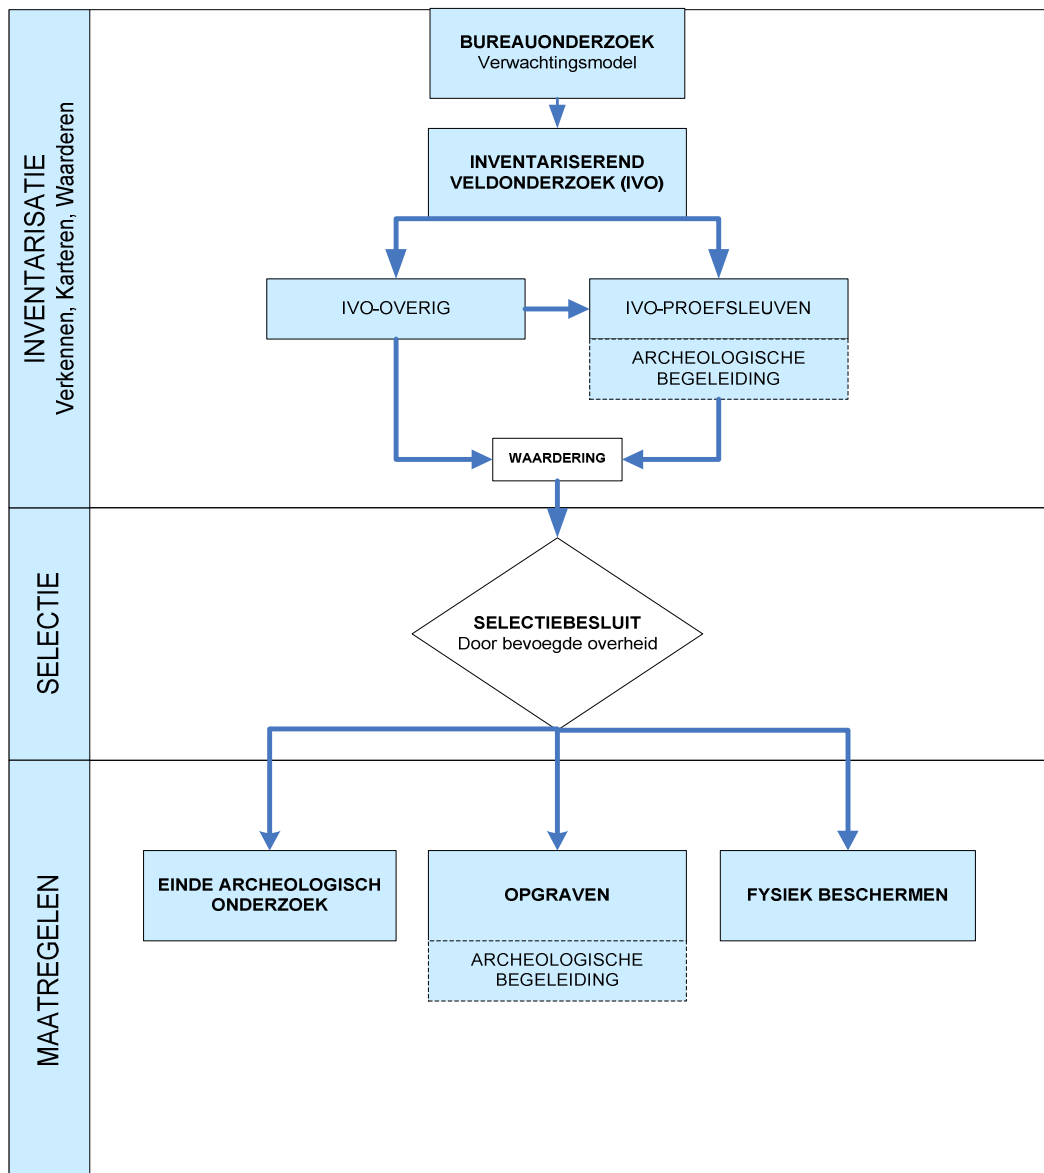 INVENTARISATIE
Verkennen, Karteren, Waarderen
BUREAUONDERZOEK
Verwachtingsmodel
INVENTARISEREND
VELDONDERZOEK (IVO)
IVO-OVERIG
IVO-PROEFSLEUVEN
ARCHEOLOGISCHE
BEGELEIDING
WAARDERING
SELECTIE
SELECTIEBESLUIT
Door bevoegde overheid
MAATREGELEN
EINDE ARCHEOLOGISCH
ONDERZOEK
OPGRAVEN
ARCHEOLOGISCHE
BEGELEIDING
FYSIEK BESCHERMEN